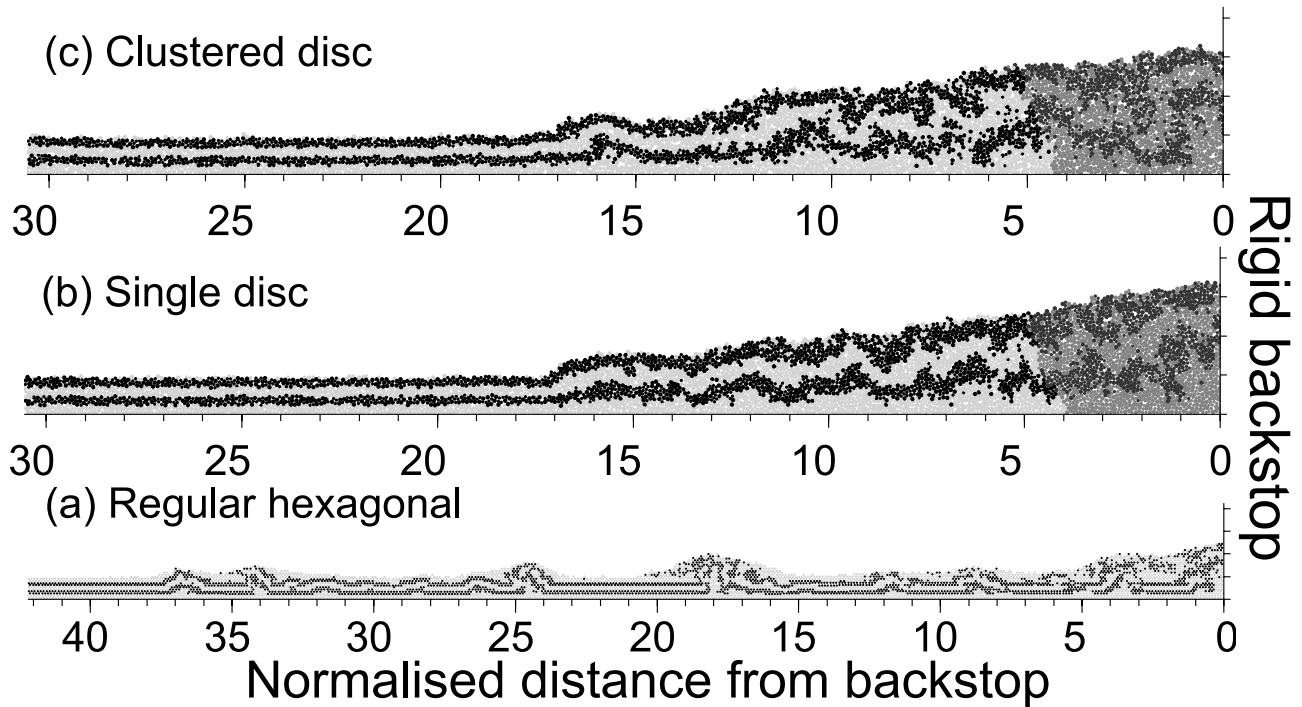 (c) Clustered disc
30 25 20 15 10 5 0
(b) Single disc
30 25 20 15 10 5 0
(a) Regular hexagonal
40 35 30 25 20 15 10 5 0
Normalised distance from backstop
Rigid backstop